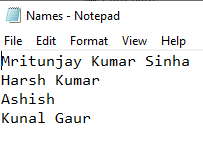 Names - Notepad
File Edit Format View Help
Mritunjay Kumar Sinha
Harsh Kumar
Ashish
Kunal Gaur